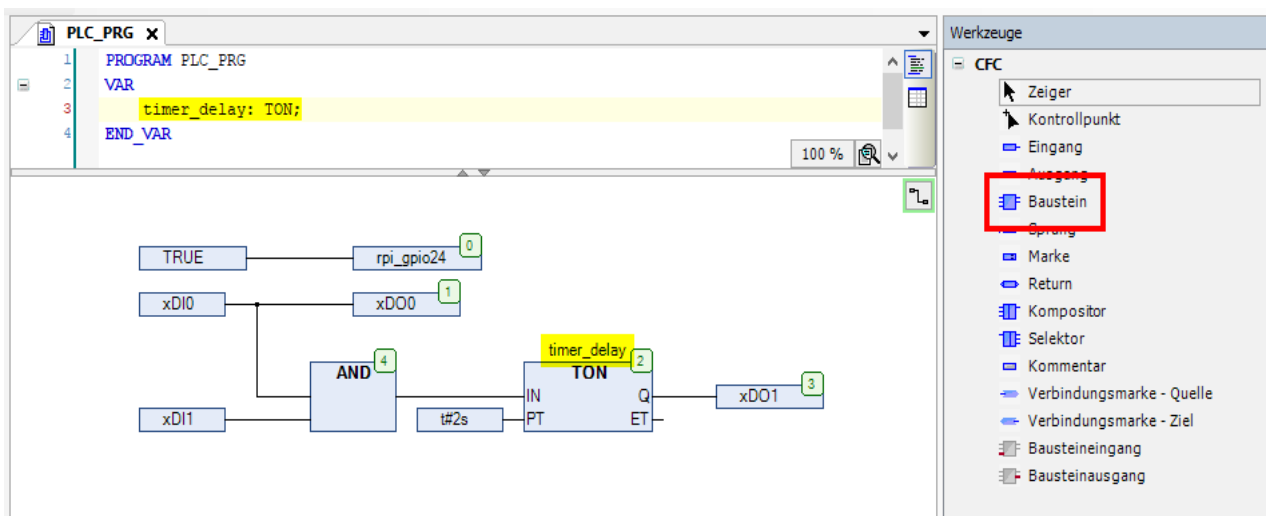 PLC_PRG X
1 PROGRAM PLC_PRG
2 VAR
3 timer_delay: TON;
4 END_VAR
100 %
TRUE
rpi_gpio24
0
xDI0
xDO0
1
AND
4
timer_delay
TON
2
IN
Q
PT
ET
xDI1
t#2s
xDO1
3
Werkzeuge
CFC
Zeiger
Kontrollpunkt
Eingang
Ausgang
Baustein
Sprung
Marke
Return
Kompositor
Selektor
Kommentar
Verbindungsmarke - Quelle
Verbindungsmarke - Ziel
Bausteineingang
Bausteinausgang